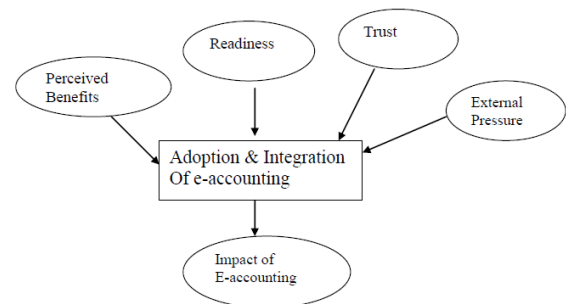 Readiness
Trust
Perceived
Benefits
External
Pressure
Adoption & Integration
Of e-accounting
Impact of
E-accounting